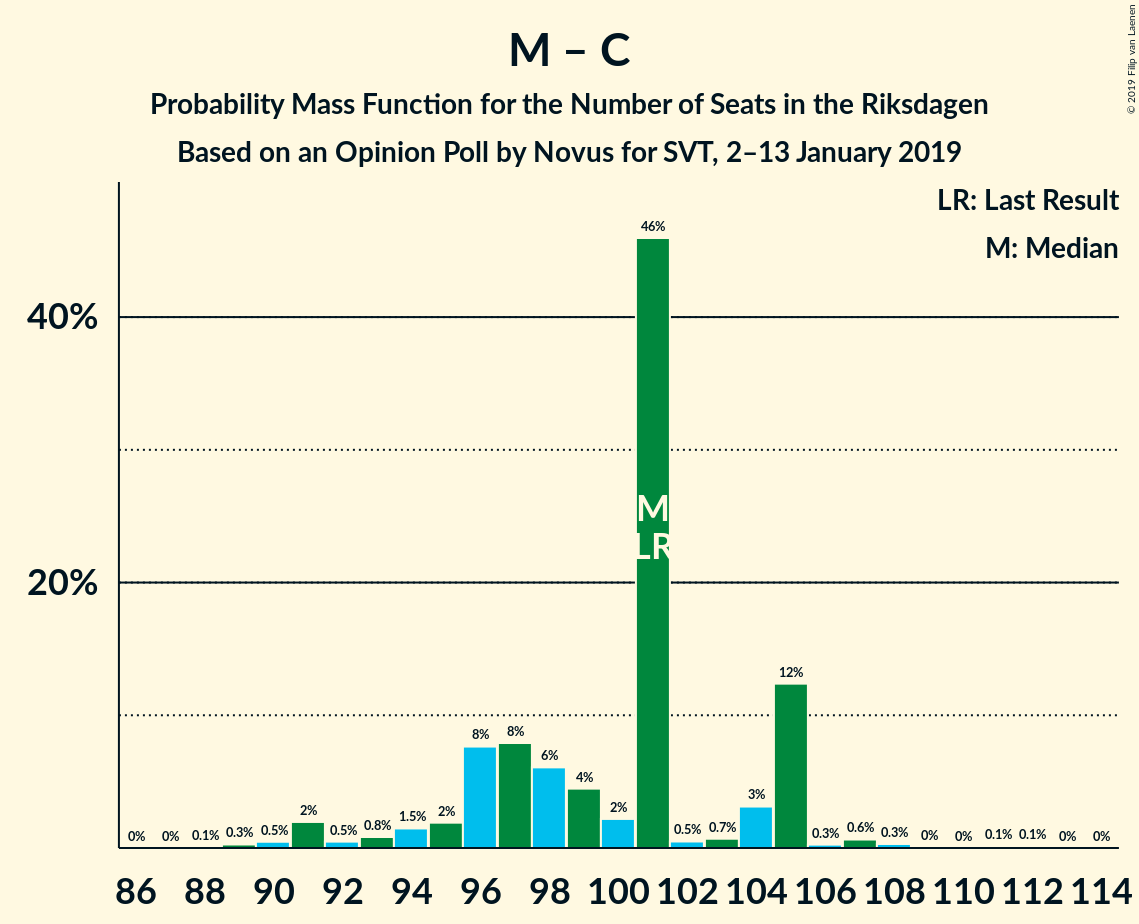 M – C
Probability Mass Function for the Number of Seats in the Riksdagen
Based on an Opinion Poll by Novus for SVT, 2–13 January 2019
© 2019 Filip van Laenen
LR: Last Result
M: Median
40%
20%
0% 0% 0.1% 0.3% 0.5% 2% 0.5% 0.8% 1.5% 2% 8% 8% 6% 4% 2% 46% 0.5% 0.7% 3% 12% 0.3% 0.6% 0.3% 0% 0% 0.1% 0.1% 0% 0%
M
LR
86 88 90 92 94 96 98 100 102 104 106 108 110 112 114